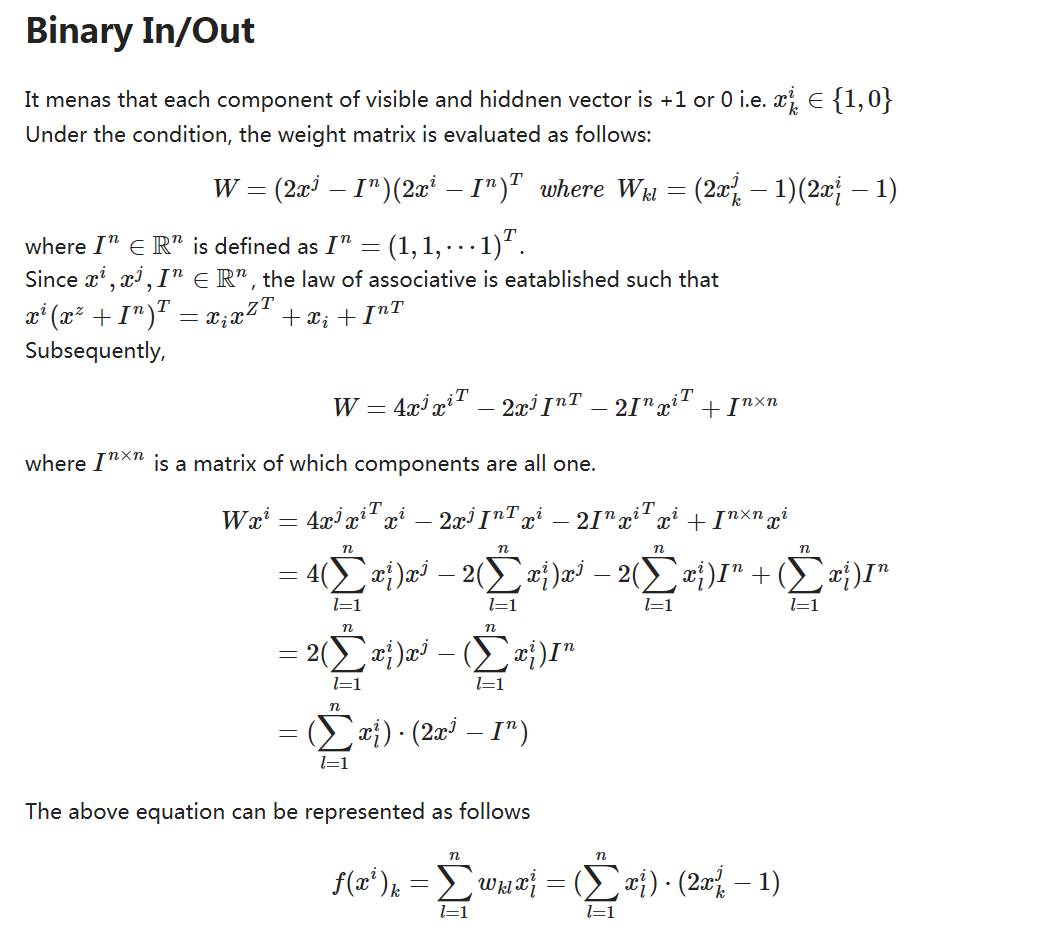 Binary In/Out
It menas that each component of visible and hiddnen vector is +1 or 0 i.e. $x_k^i \in \{1, 0\}$
Under the condition, the weight matrix is evaluated as follows:
$W = (2x^j - I^n)(2x^i - I^n)^T \;\; where \;\; W_{kl} = (2x_k^j - 1)(2x_l^i - 1)$
where $I^n \in \mathbb{R}^n$ is defined as $I^n = (1, 1, \cdots 1)^T$.
Since $x^i, x^j, I^n \in \mathbb{R}^n$, the law of associative is eatablished such that
$x^i(x^z + I^n)^T = x_i x^{Z^T} + x_i + I^{nT}$
Subsequently,
$W = 4x^j x^{i^T} - 2x^j I^{nT} - 2I^n x^{i^T} + I^{n \times n}$
where $I^{n \times n}$ is a matrix of which components are all one.
$W x^i = 4x^j x^{i^T} x^i - 2x^j I^{nT} x^i - 2I^n x^{i^T} x^i + I^{n \times n} x^i$
$= 4(\sum_{l=1}^n x_l^i)x^j - 2(\sum_{l=1}^n x_l^i)x^j - 2(\sum_{l=1}^n x_l^i)I^n + (\sum_{l=1}^n x_l^i)I^n$
$= 2(\sum_{l=1}^n x_l^i)x^j - (\sum_{l=1}^n x_l^i)I^n$
$= (\sum_{l=1}^n x_l^i) \cdot (2x^j - I^n)$
The above equation can be represented as follows
$f(x^i)_k = \sum_{l=1}^n w_{kl} x_l^i = (\sum_{l=1}^n x_l^i) \cdot (2x_k^j - 1)$